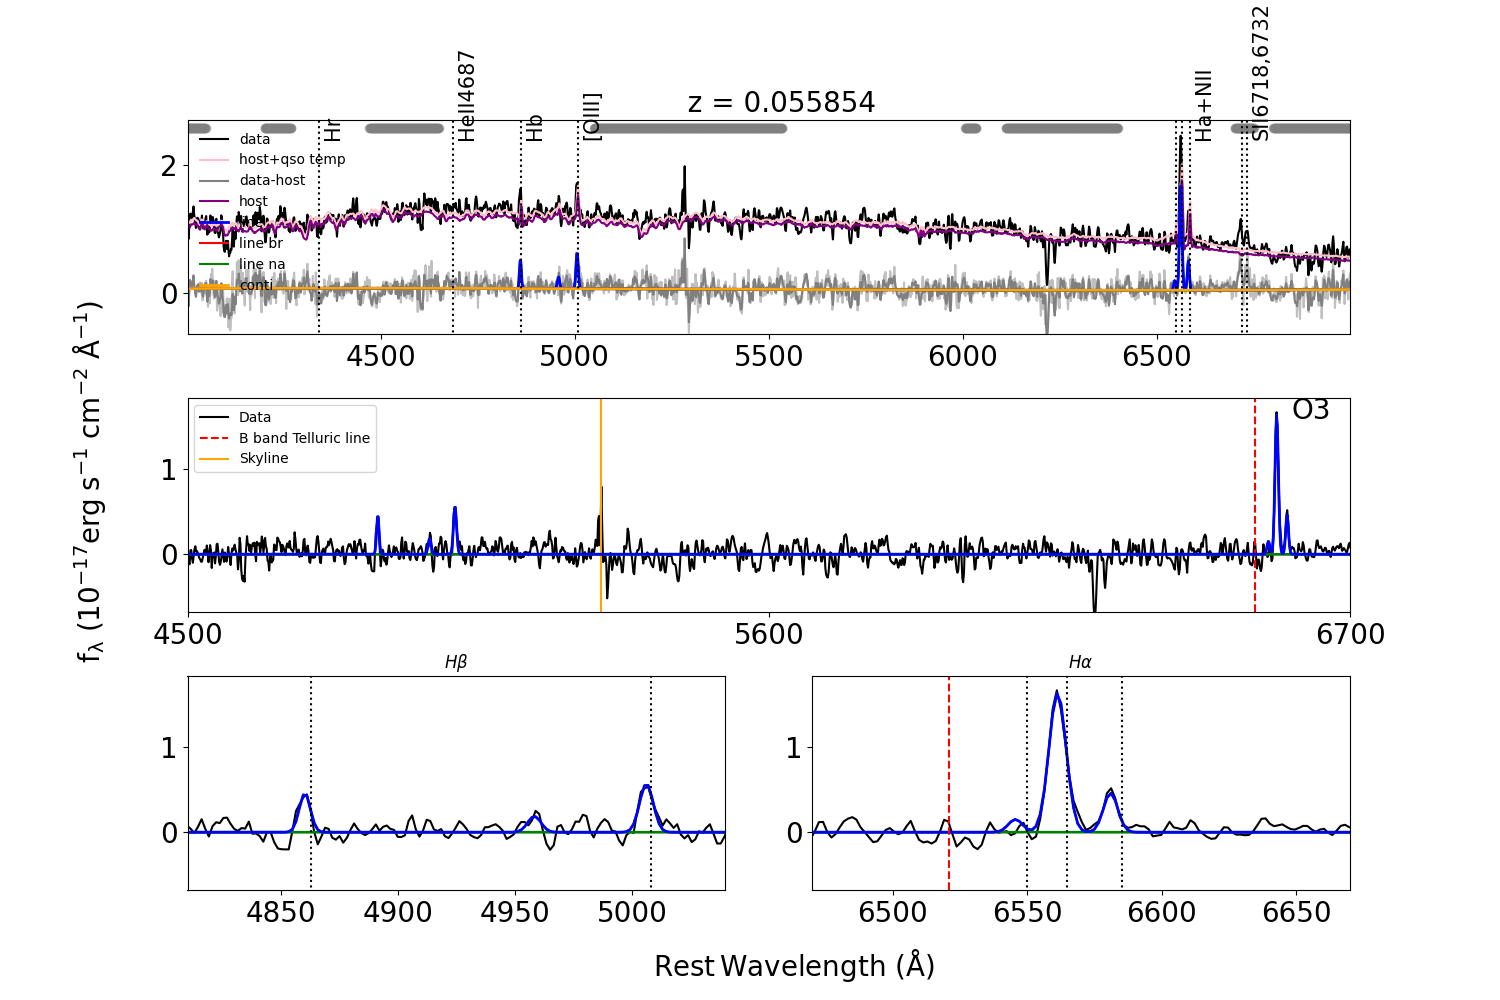 z = 0.055854
Hr
HeII4687
Hb
[OIII]
Ha+NII
SII6718,6732
data
host+qso temp
data-host
host
line br
line na
conti
2
0
4500 5000 5500 6000 6500
O3
Data
B band Telluric line
Skyline
1
0
4500 5600 6700
fλ (10⁻¹⁷erg s⁻¹ cm⁻² Å⁻¹)
Hβ
1
0
4850 4900 4950 5000
Hα
1
0
6500 6550 6600 6650
Rest Wavelength (Å)